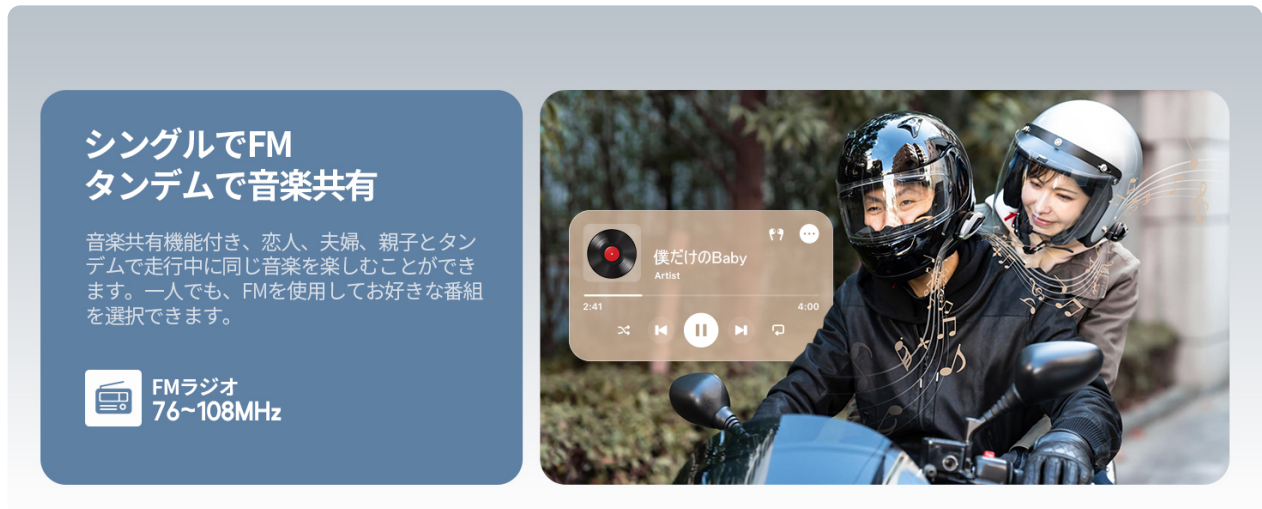 シングルでFM
タンデムで音楽共有
音楽共有機能付き、恋人、夫婦、親子とタン
デムで走行中に同じ音楽を楽しむことができ
ます。一人でも、FMを使用してお好きな番組
を選択できます。
FMラジオ
76~108MHz
僕だけのBaby
Artist
2:41
4:00